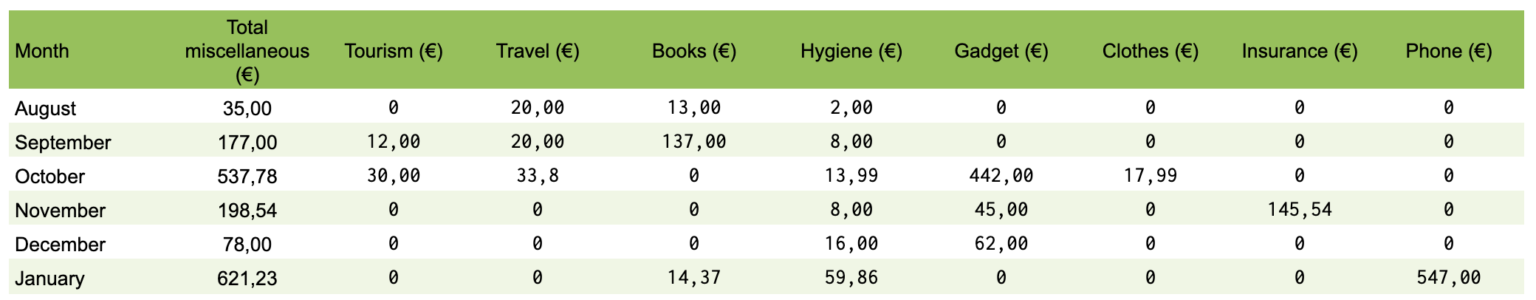 Month Total miscellaneous (€) Tourism (€) Travel (€) Books (€) Hygiene (€) Gadget (€) Clothes (€) Insurance (€) Phone (€)
August 35,00 0 20,00 13,00 2,00 0 0 0 0
September 177,00 12,00 20,00 137,00 8,00 0 0 0 0
October 537,78 30,00 33,8 0 13,99 442,00 17,99 0 0
November 198,54 0 0 0 8,00 45,00 0 145,54 0
December 78,00 0 0 0 16,00 62,00 0 0 0
January 621,23 0 0 14,37 59,86 0 0 0 547,00